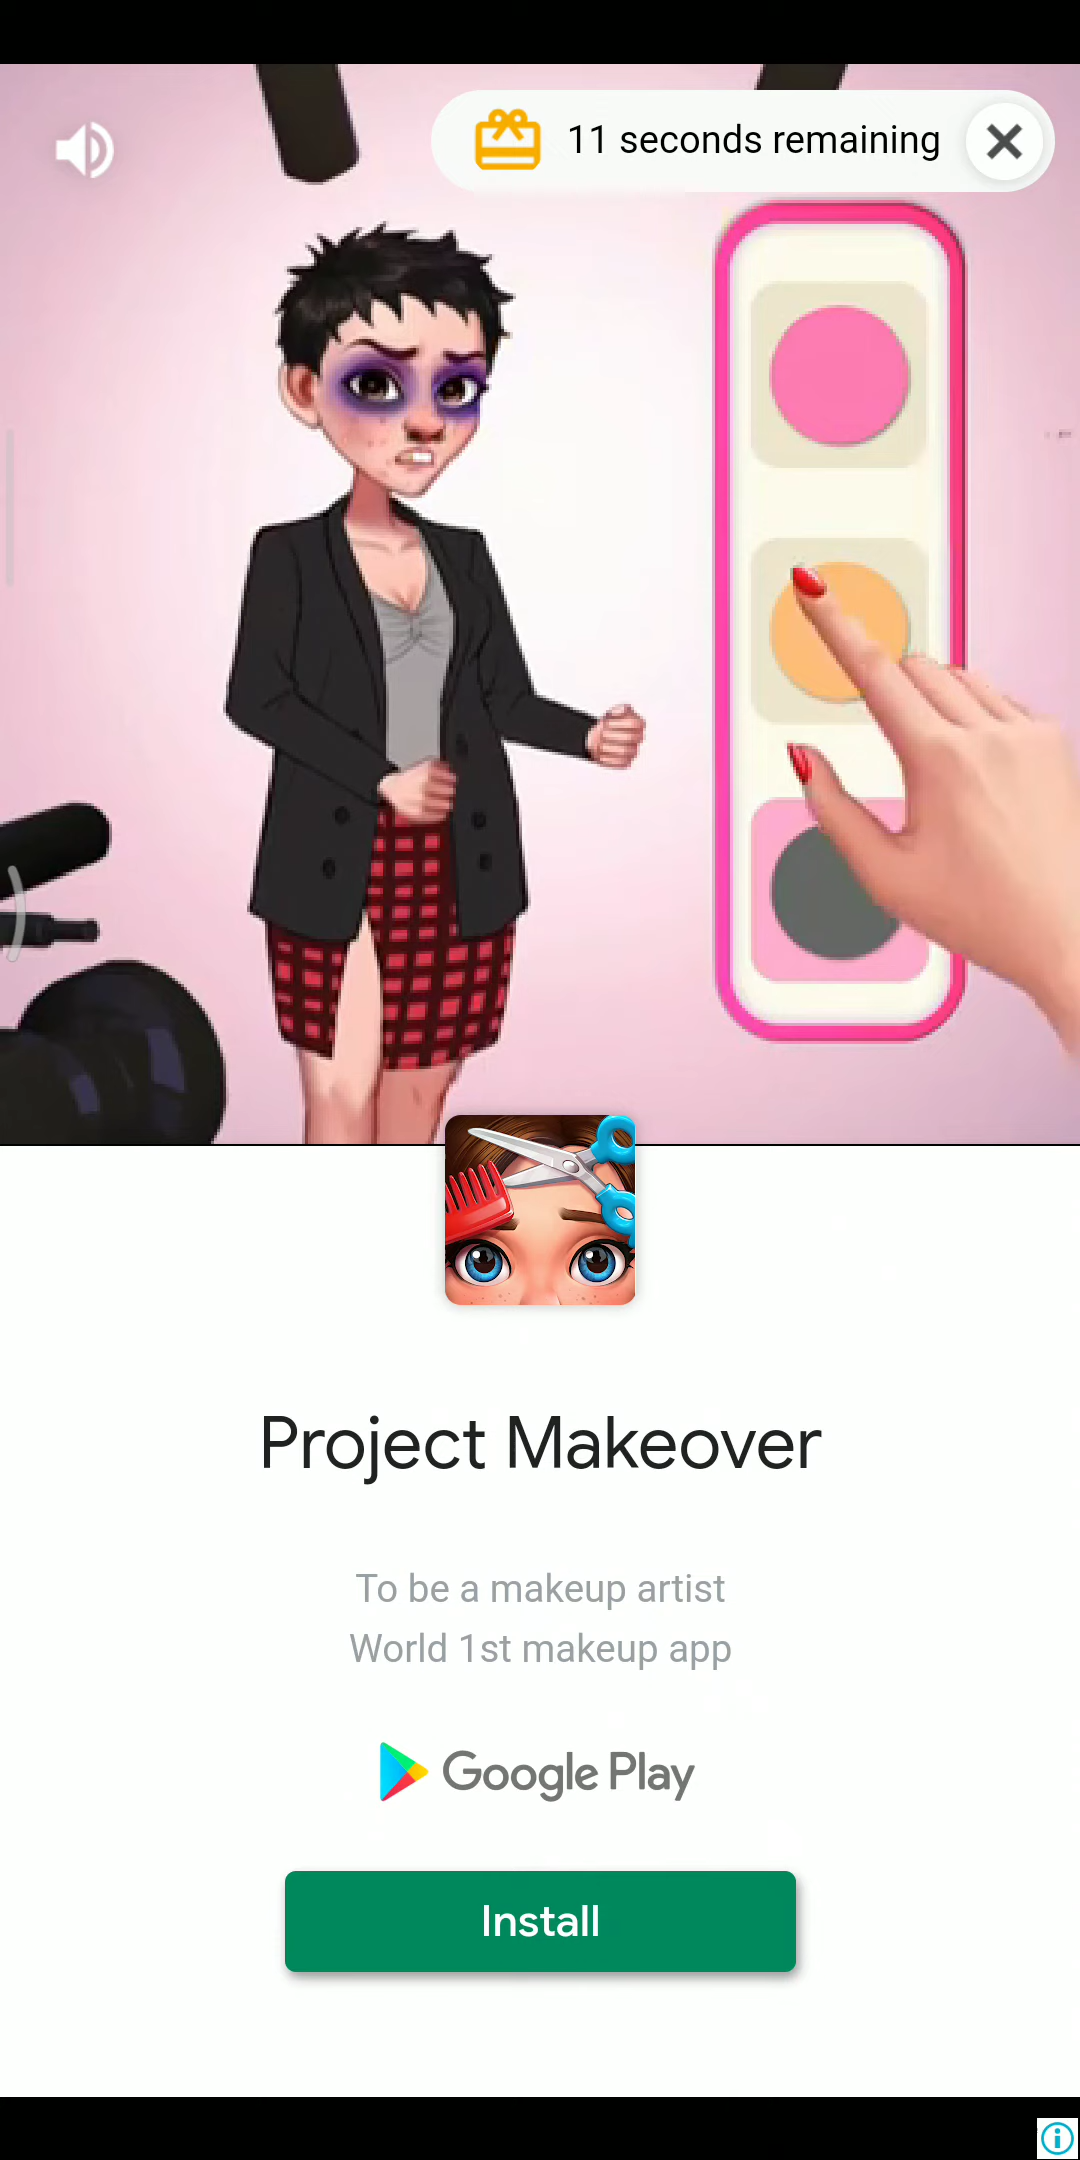 11 seconds remaining
Project Makeover
To be a makeup artist
World 1st makeup app
Google Play
Install